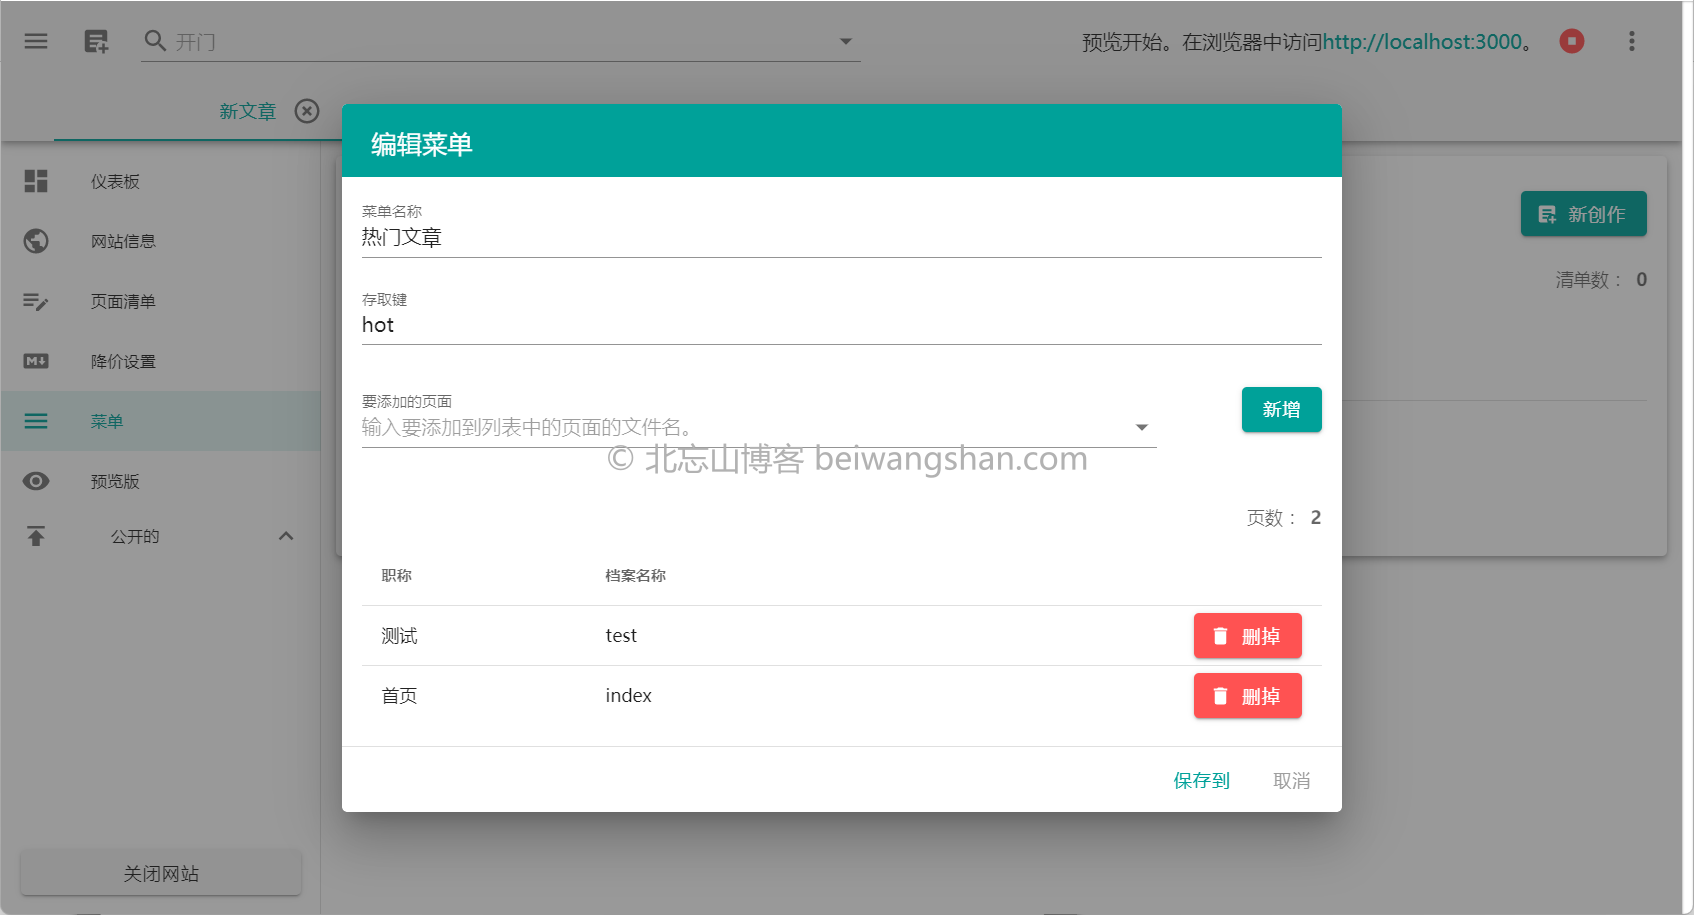 开门
预览开始。在浏览器中访问http://localhost:3000。
新文章
仪表板
网站信息
页面清单
降价设置
菜单
预览版
公开的
关闭网站
新创作
清单数： 0
编辑菜单
菜单名称
热门文章
存取键
hot
要添加的页面
输入要添加到列表中的页面的文件名。
新增
© 北忘山博客 beiwangshan.com
页数： 2
职称 档案名称
测试 test 删掉
首页 index 删掉
保存到 取消